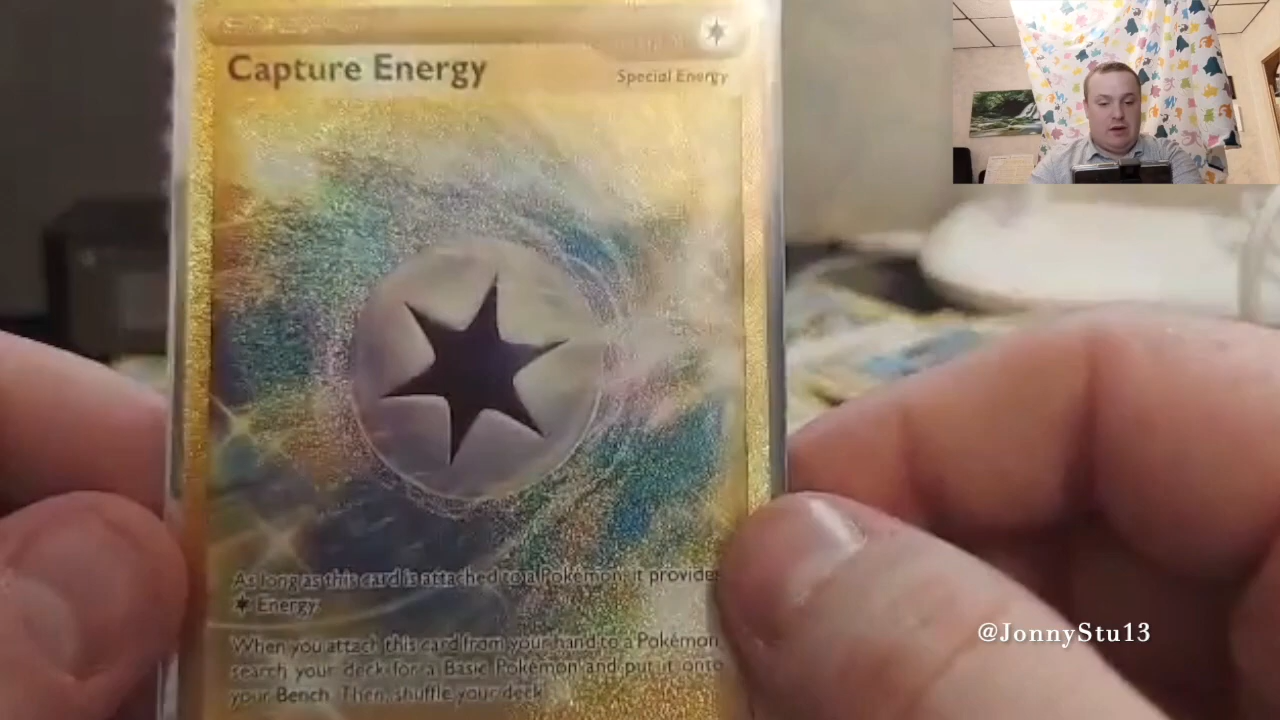 Capture Energy
Special Energy
As long as this card is attached to a Pokémon, it provides
Energy.
When you attach this card from your hand to a Pokémon,
search your deck for a Basic Pokémon and put it onto
your Bench. Then, shuffle your deck.
@JonnyStu13